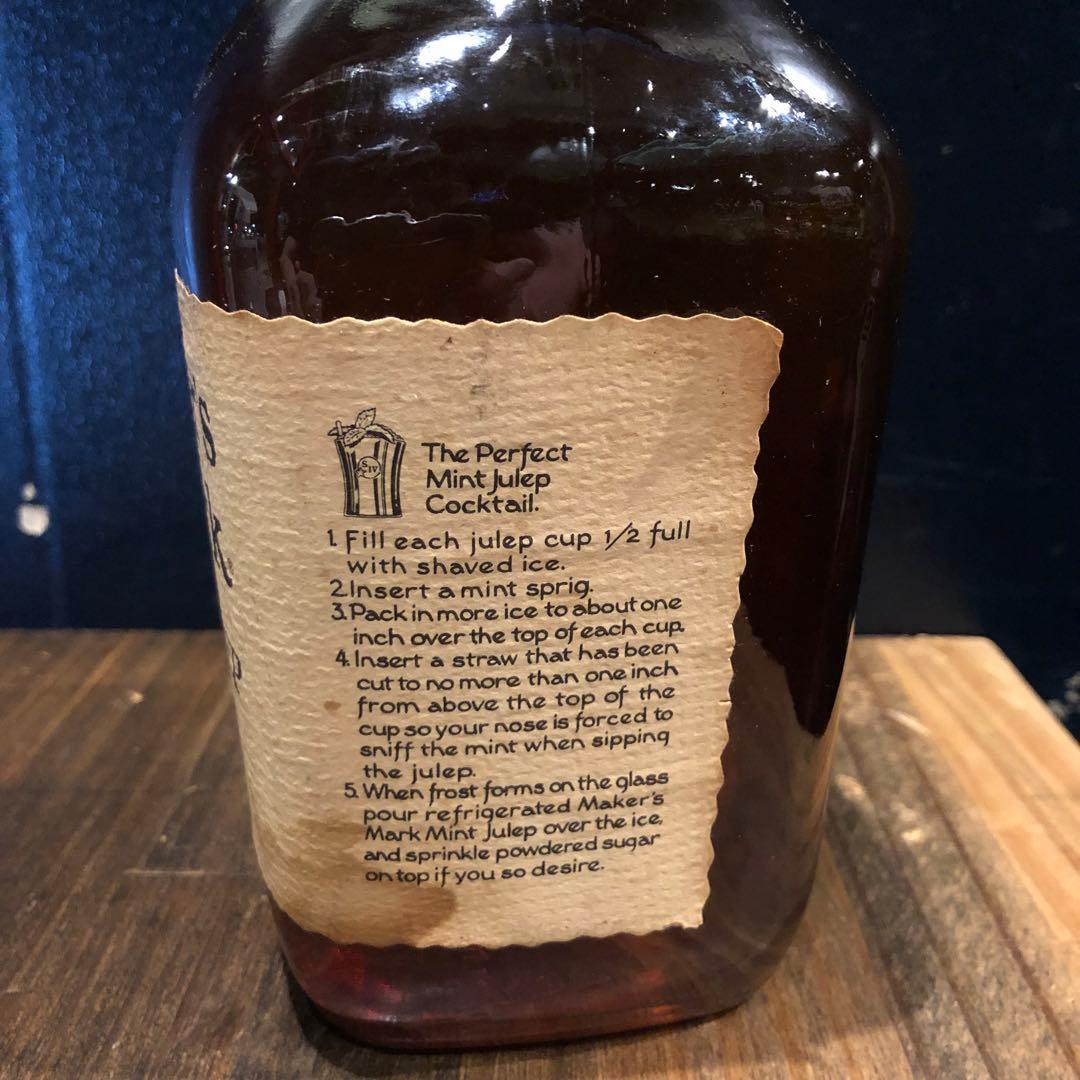 The Perfect
Mint Julep
Cocktail.
SIV
1. Fill each julep cup 1/2 full
with shaved ice.
2. Insert a mint sprig.
3. Pack in more ice to about one
inch over the top of each cup.
4. Insert a straw that has been
cut to no more than one inch
from above the top of the
cup so your nose is forced to
sniff the mint when sipping
the julep.
5. When frost forms on the glass
pour refrigerated Maker's
Mark Mint Julep over the ice,
and sprinkle powdered sugar
on top if you so desire.